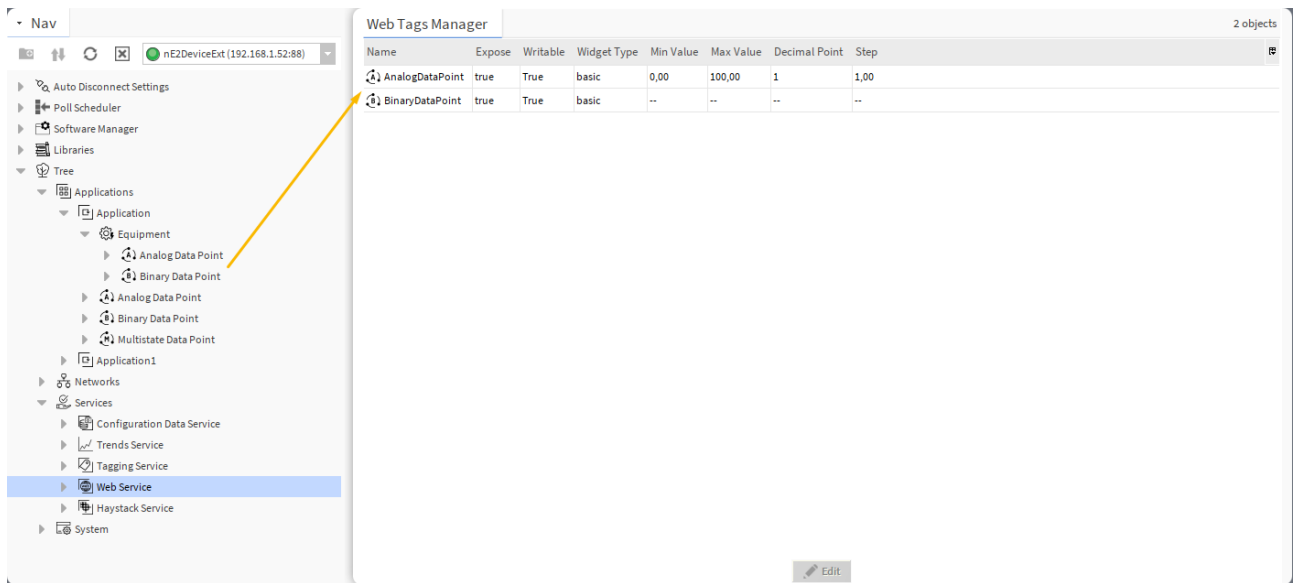 Nav
nE2DeviceExt (192.168.1.52:88)
Auto Disconnect Settings
Poll Scheduler
Software Manager
Libraries
Tree
Applications
Application
Equipment
Analog Data Point
Binary Data Point
Analog Data Point
Binary Data Point
Multistate Data Point
Application1
Networks
Services
Configuration Data Service
Trends Service
Tagging Service
Web Service
Haystack Service
System
Web Tags Manager 2 objects
Name Expose Writable Widget Type Min Value Max Value Decimal Point Step
AnalogDataPoint true True basic 0,00 100,00 1 1,00
BinaryDataPoint true True basic -- -- -- --
Edit